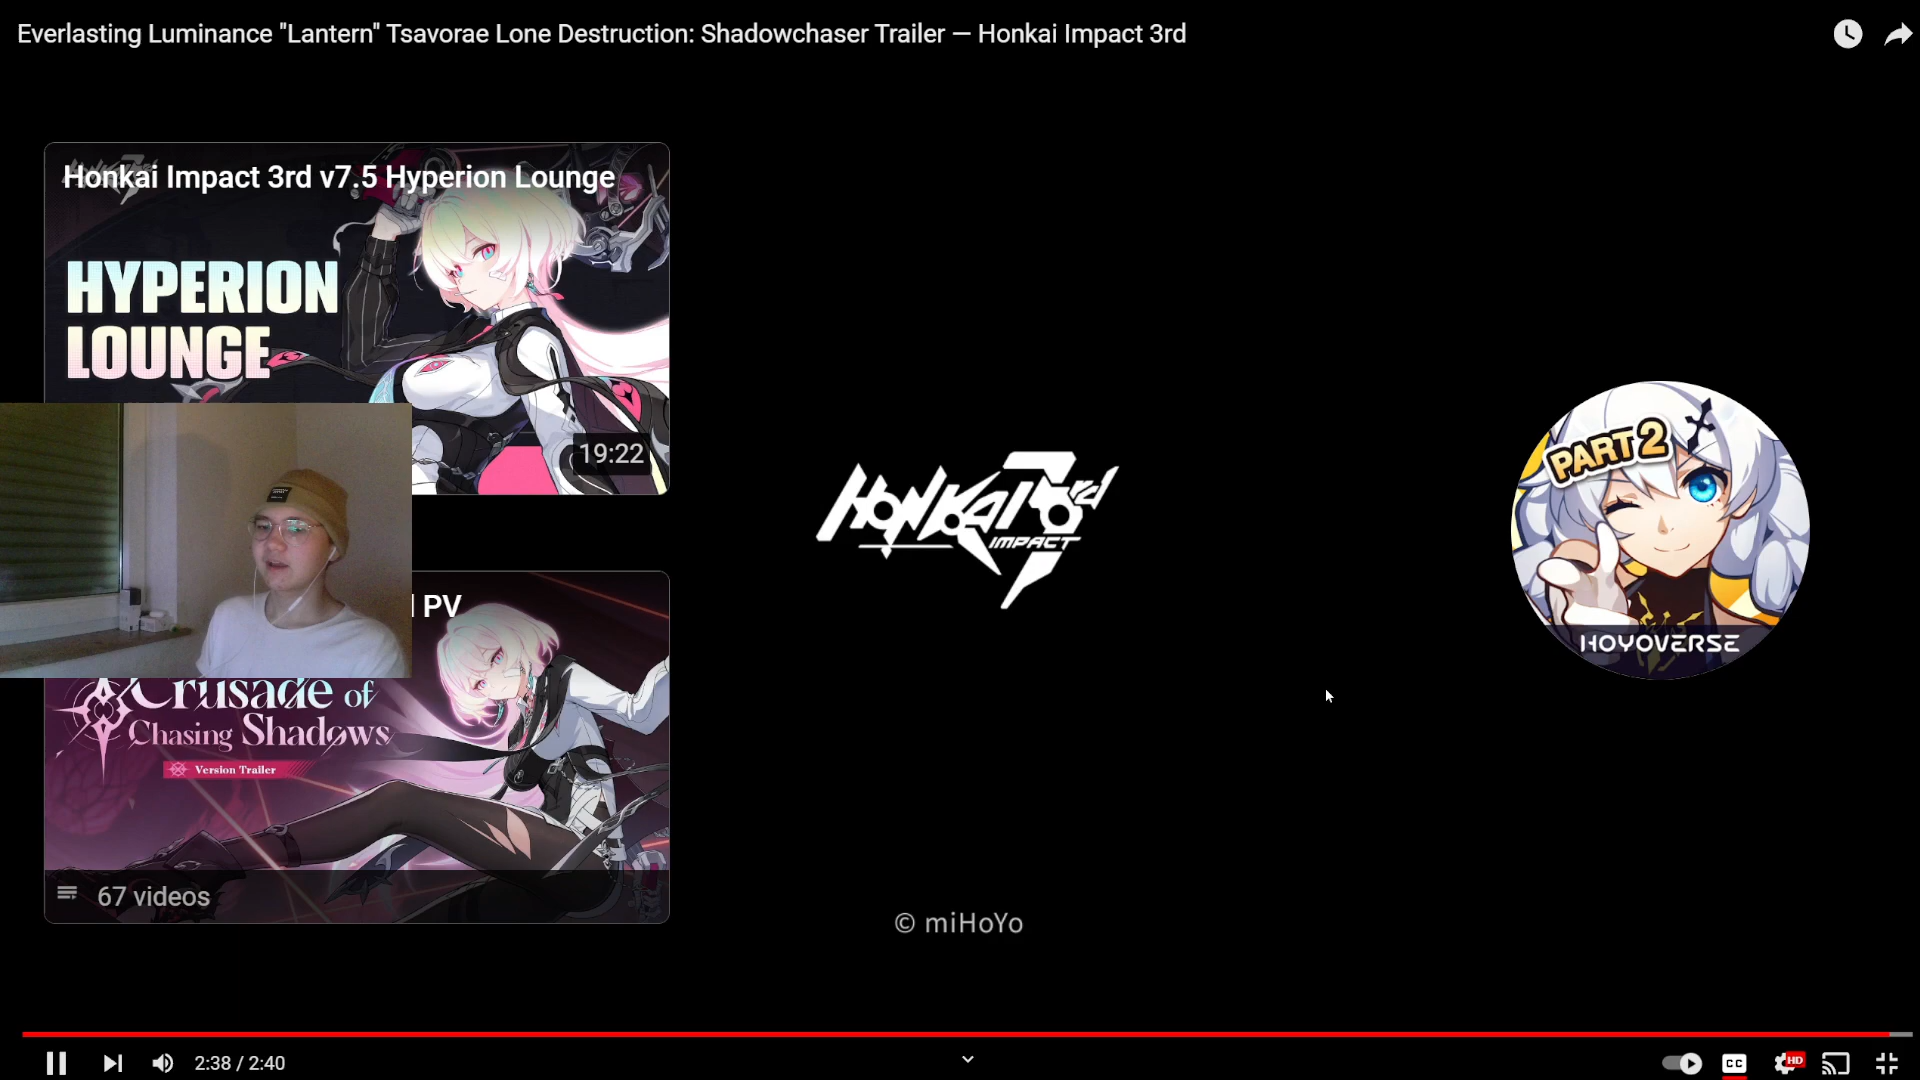 Everlasting Luminance "Lantern" Tsavorae Lone Destruction: Shadowchaser Trailer — Honkai Impact 3rd
Honkai Impact 3rd v7.5 Hyperion Lounge
HYPERION
LOUNGE
19:22
PV
Crusade of
Chasing Shadows
Version Trailer
67 videos
HONKAI 3rd
IMPACT
© miHoYo
PART 2
HOYOVERSE
2:38 / 2:40
CC
HD